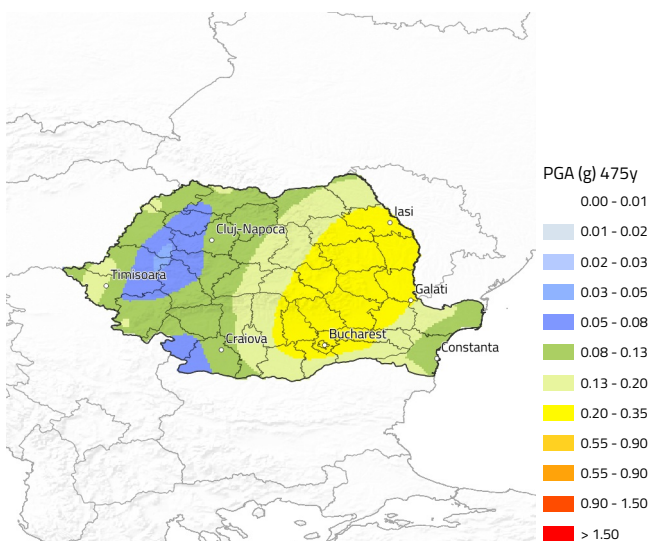 PGA (g) 475y
Iasi
0.00 - 0.01
Cluj-Napoca
0.01 - 0.02
0.02 - 0.03
Timisoara
0.03 - 0.05
Galati
0.05 - 0.08
Craiova
Bucharest
Constanta
0.08 - 0.13
0.13 - 0.20
0.20 - 0.35
0.55 - 0.90
0.55 - 0.90
0.90 - 1.50
> 1.50